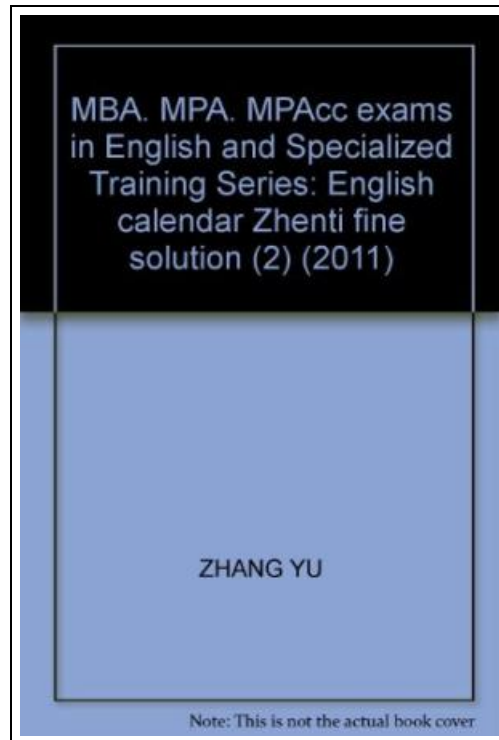 MBA. MPA. MPAcc exams
in English and Specialized
Training Series: English
calendar Zhenti fine
solution (2) (2011)
ZHANG YU
Note: This is not the actual book cover